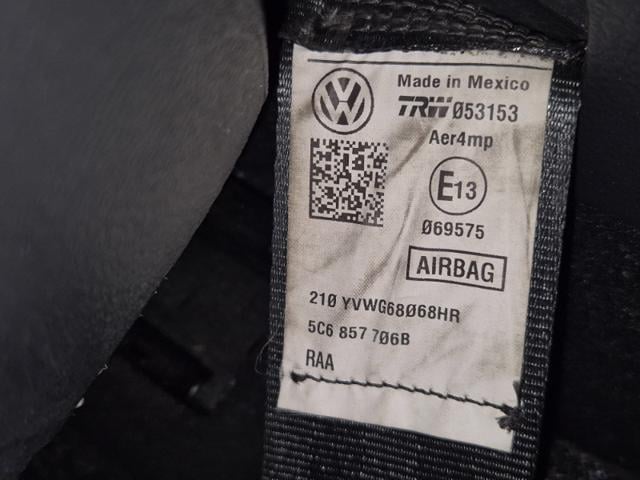 Made in Mexico
TRW Ø53153
Aer4mp
E13
Ø69575
AIRBAG
21Ø YVWG68Ø68HR
5C6 857 7Ø6B
RAA